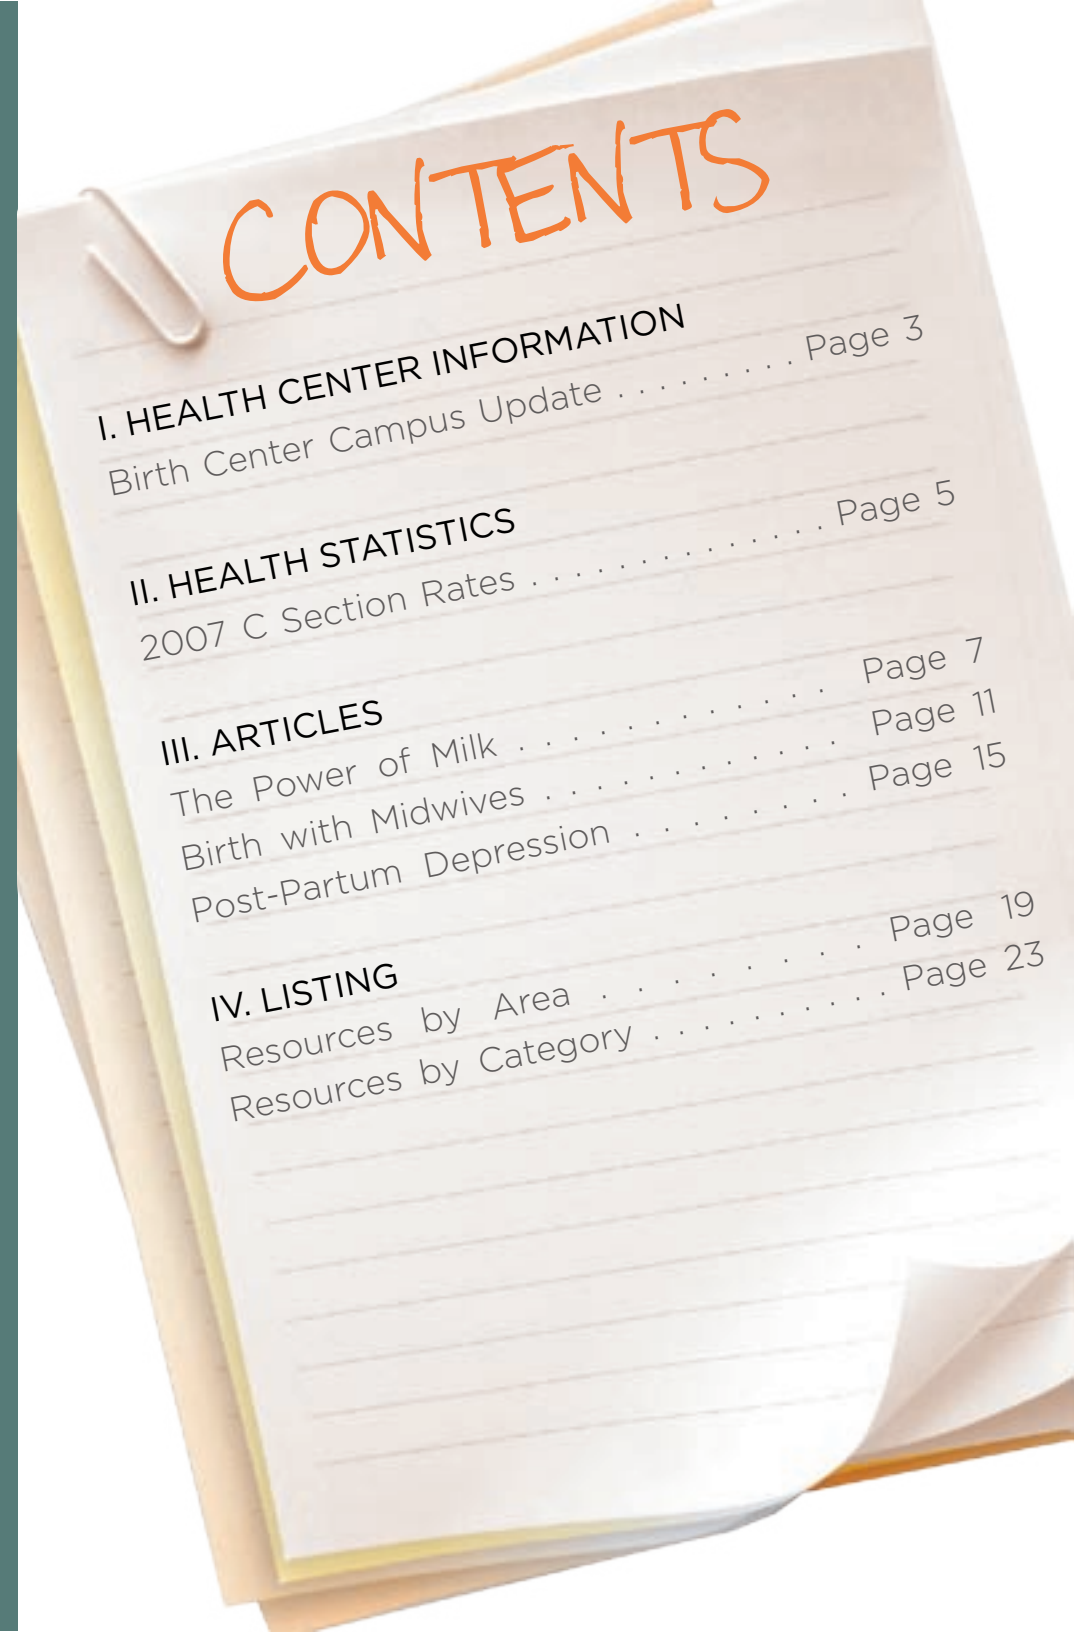 CONTENTS
I. HEALTH CENTER INFORMATION
Birth Center Campus Update . . . . . . . . . Page 3
II. HEALTH STATISTICS
2007 C Section Rates . . . . . . . . . . . . . . Page 5
III. ARTICLES
The Power of Milk . . . . . . . . . . . . Page 7
Birth with Midwives . . . . . . . . . . . . Page 11
Post-Partum Depression . . . . . . . . Page 15
IV. LISTING
Resources by Area . . . . . . . . Page 19
Resources by Category . . . . . . . . . . Page 23